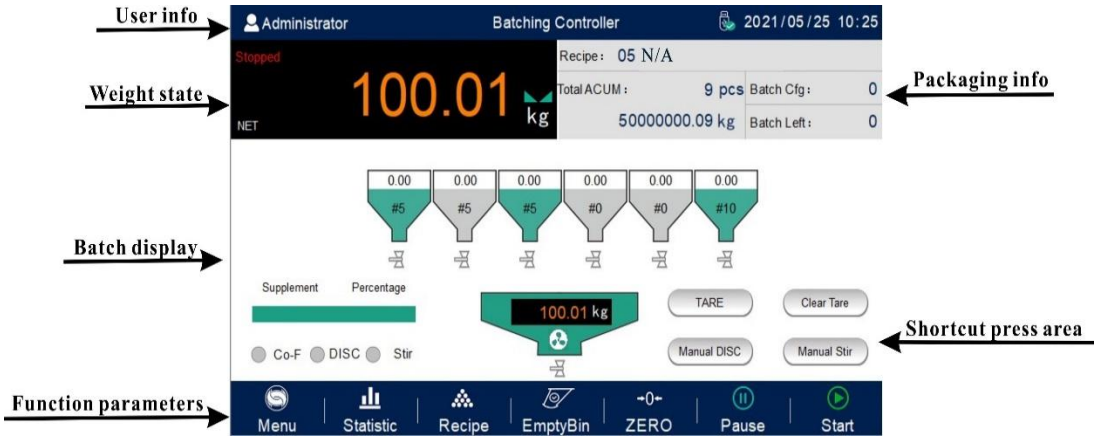 User info
Administrator
Batching Controller
2021/05/25 10:25
Stopped
Weight state
100.01
kg
NET
Recipe: 05 N/A
Total ACUM: 9 pcs
50000000.09 kg
Batch Cfg: 0
Batch Left: 0
Packaging info
0.00 0.00 0.00 0.00 0.00 0.00
#5 #5 #5 #0 #0 #10
Batch display
Supplement Percentage
100.01 kg
TARE Clear Tare
Co-F DISC Stir
Manual DISC Manual Stir
Shortcut press area
Function parameters
→0←
Menu Statistic Recipe EmptyBin ZERO Pause Start